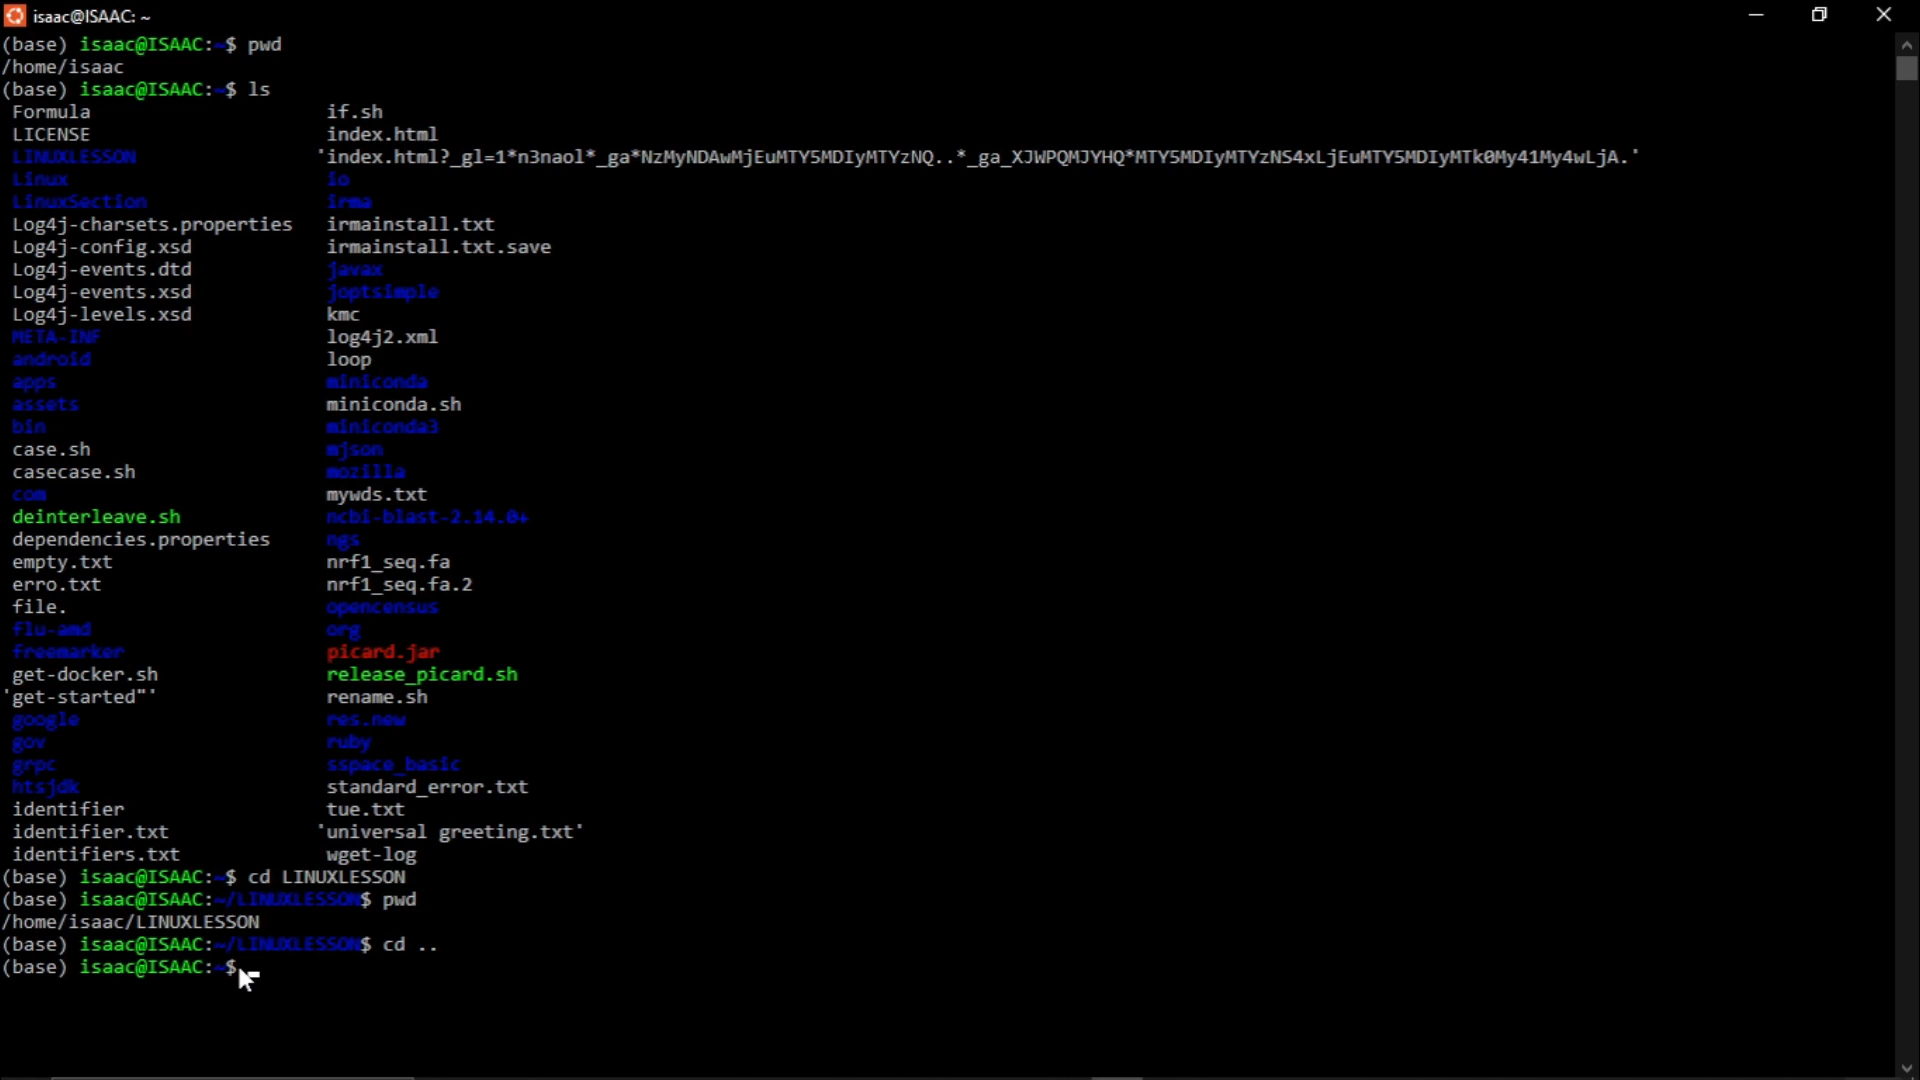 isaac@ISAAC: ~
(base) isaac@ISAAC:~$ pwd
/home/isaac
(base) isaac@ISAAC:~$ ls
Formula if.sh
LICENSE index.html
LINUXLESSON 'index.html?_gl=1*n3naol*_ga*NzMyNDAwMjEuMTY5MDIyMTYzNQ..*_ga_XJWPQMJYHQ*MTY5MDIyMTYzNS4xLjEuMTY5MDIyMTk0My41My4wLjA.'
Linux io
LinuxSection irma
Log4j-charsets.properties irmainstall.txt
Log4j-config.xsd irmainstall.txt.save
Log4j-events.dtd javax
Log4j-events.xsd joptsimple
Log4j-levels.xsd kmc
META-INF log4j2.xml
android loop
apps miniconda
assets miniconda.sh
bin miniconda3
case.sh mjson
casecase.sh mozilla
com mywds.txt
deinterleave.sh ncbi-blast-2.14.0+
dependencies.properties ngs
empty.txt nrf1_seq.fa
erro.txt nrf1_seq.fa.2
file. opencensus
flu-amd org
freemarker picard.jar
get-docker.sh release_picard.sh
'get-started"' rename.sh
google res.new
gov ruby
grpc sspace_basic
htsjdk standard_error.txt
identifier tue.txt
identifier.txt 'universal greeting.txt'
identifiers.txt wget-log
(base) isaac@ISAAC:~$ cd LINUXLESSON
(base) isaac@ISAAC:~/LINUXLESSON$ pwd
/home/isaac/LINUXLESSON
(base) isaac@ISAAC:~/LINUXLESSON$ cd ..
(base) isaac@ISAAC:~$